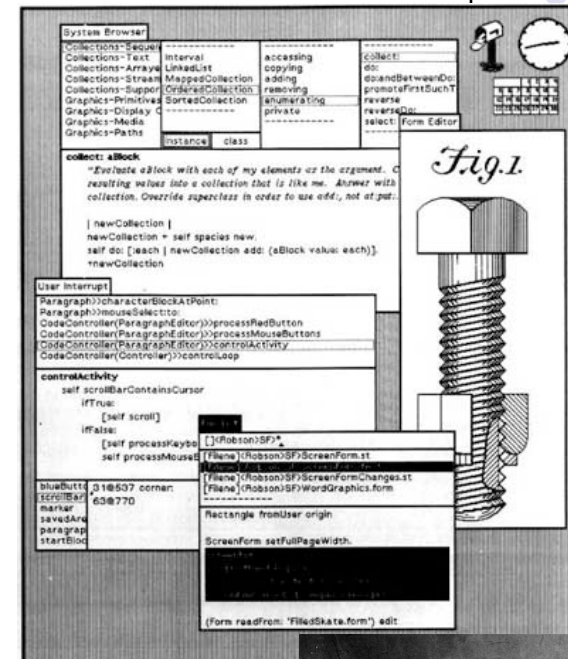 System Browser
Collections-Text
Collections-Arraye
Collections-Stream
Collections-Suppor
Graphics-Primitives
Graphics-Display
Graphics-Media
Graphics-Paths
Interval
LinkedList
MappedCollection
OrderedCollection
SortedCollection
instance class
accessing
copying
adding
removing
enumerating
private
collect:
do:
do:andBetweenDo:
promoteFirstSuchT
reverse
reverseDo:
select:
Form Editor
Fig.1.
collect: aBlock
"Evaluate aBlock with each of my elements as the argument. C
resulting values into a collection that is like me. Answer with
collection. Override superclass in order to use add:, not at:put:.
| newCollection |
newCollection ← self species new.
self do: [:each | newCollection add: (aBlock value: each)].
↑newCollection
User Interrupt
Paragraph>>characterBlockAtPoint:
Paragraph>>mouseSelect:to:
CodeController(ParagraphEditor)>>processRedButton
CodeController(ParagraphEditor)>>processMouseButtons
CodeController(ParagraphEditor)>>controlActivity
CodeController(Controller)>>controlLoop
controlActivity
self scrollBarContainsCursor
ifTrue:
[self scroll]
ifFalse:
[self processKeybo
self processMouseB
blueButto
scrollBar
marker
savedAre
paragrap
startBloc
31@537 corner:
63@770
[]<Robson>SF>*
[Filene]<Robson>SF>ScreenForm.st
[Filene]<Robson>SF>ScreenFormChanges.st
[Filene]<Robson>SF>WordGraphics.form
Rectangle fromUser origin
ScreenForm setFullPageWidth.
(Form readFrom: 'FilledSkate.form') edit